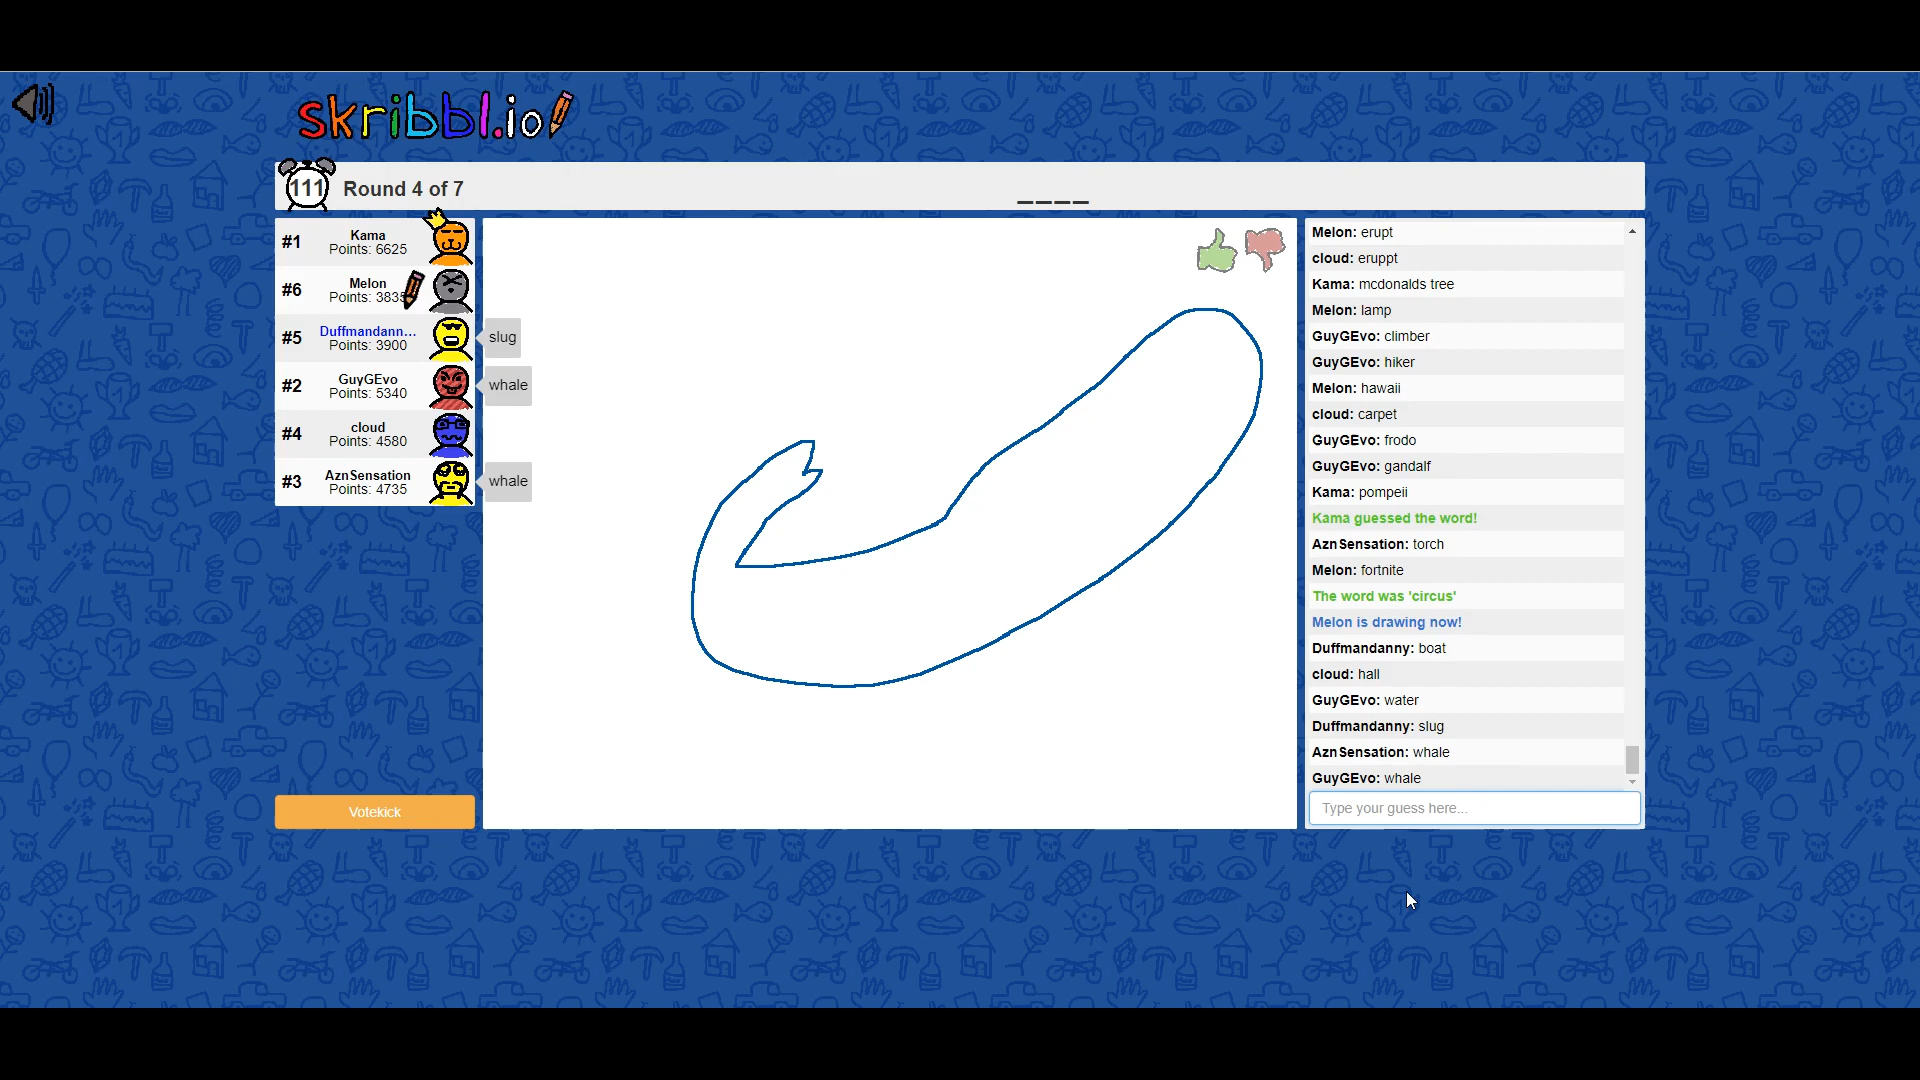 skribbl.io
111 Round 4 of 7
____
#1 Kama
Points: 6625
#6 Melon
Points: 3835
#5 Duffmandann...
Points: 3900
slug
#2 GuyGEvo
Points: 5340
whale
#4 cloud
Points: 4580
#3 AznSensation
Points: 4735
whale
Votekick
Melon: erupt
cloud: eruppt
Kama: mcdonalds tree
Melon: lamp
GuyGEvo: climber
GuyGEvo: hiker
Melon: hawaii
cloud: carpet
GuyGEvo: frodo
GuyGEvo: gandalf
Kama: pompeii
Kama guessed the word!
AznSensation: torch
Melon: fortnite
The word was 'circus'
Melon is drawing now!
Duffmandanny: boat
cloud: hall
GuyGEvo: water
Duffmandanny: slug
AznSensation: whale
GuyGEvo: whale
Type your guess here...